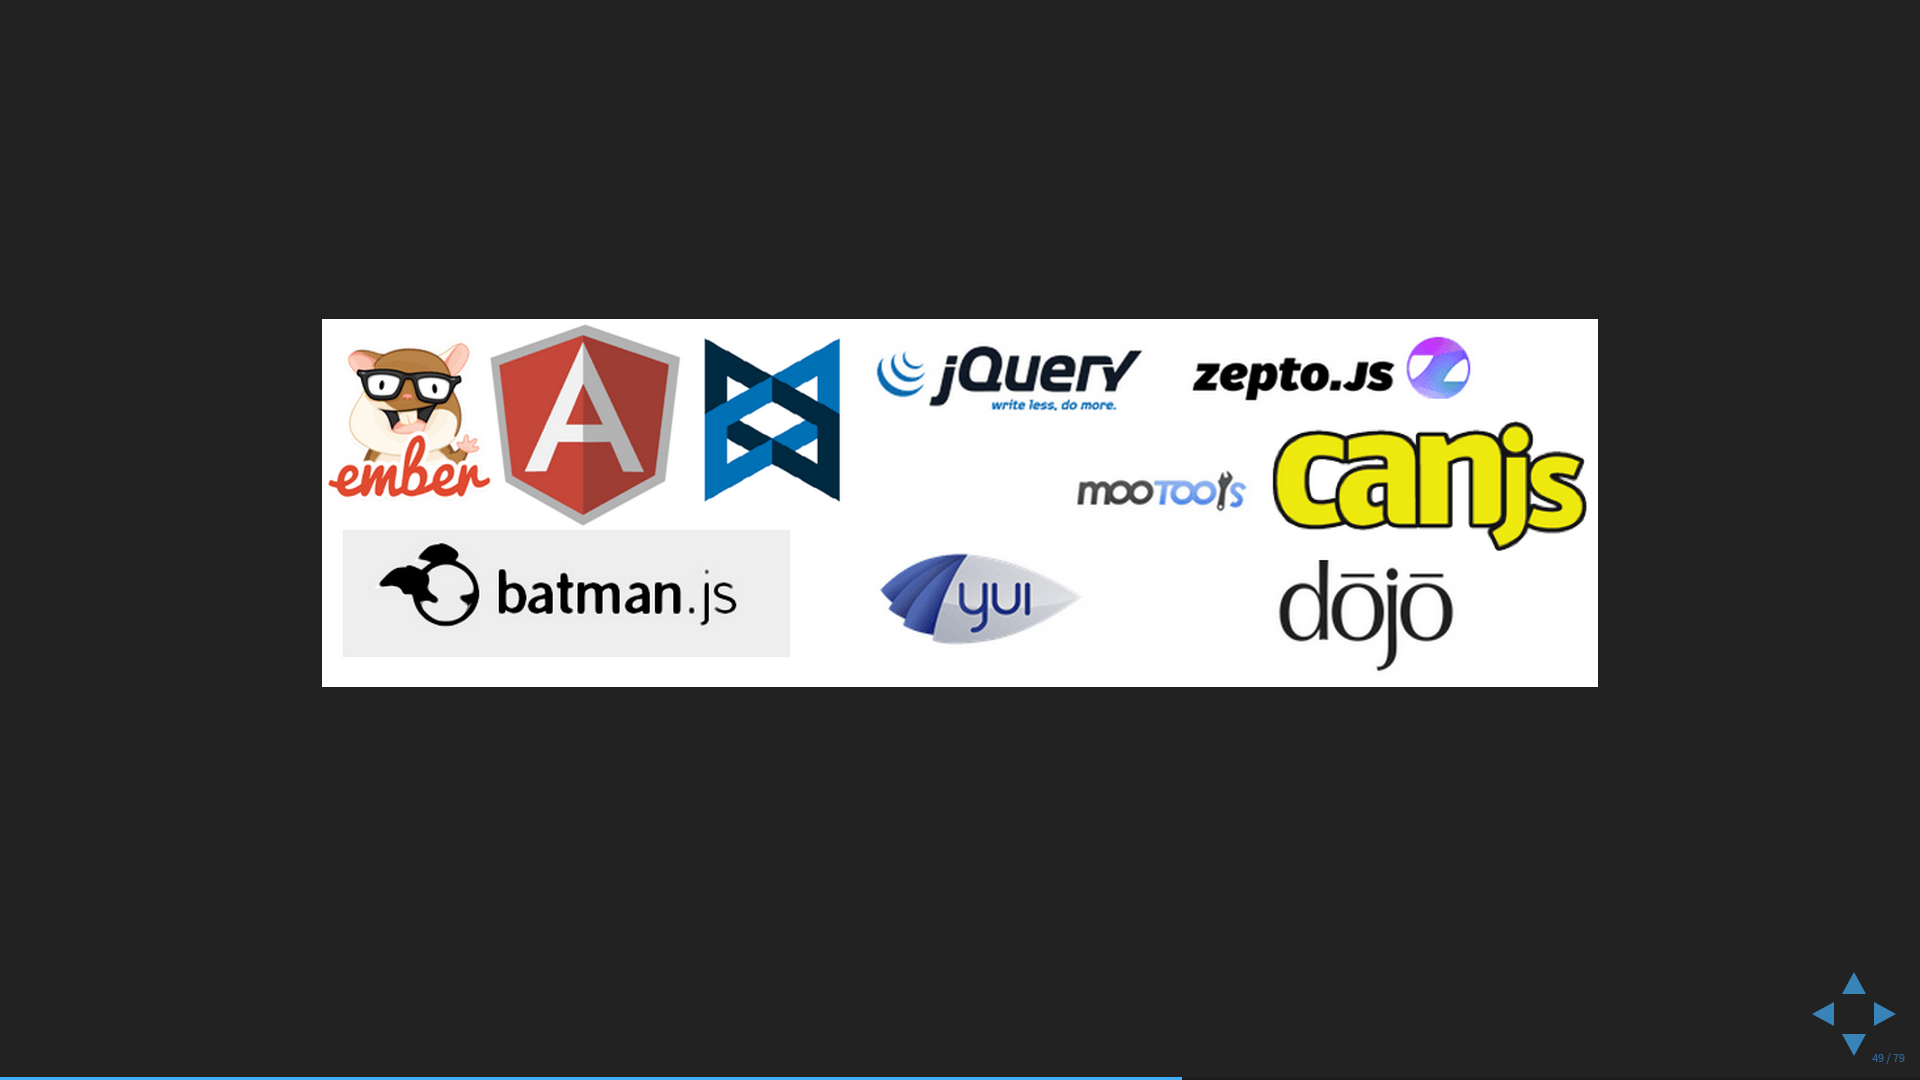 ember
A
jQuery
write less, do more.
zepto.js
mootools
canjs
batman.js
yui
dōjō
49 / 79